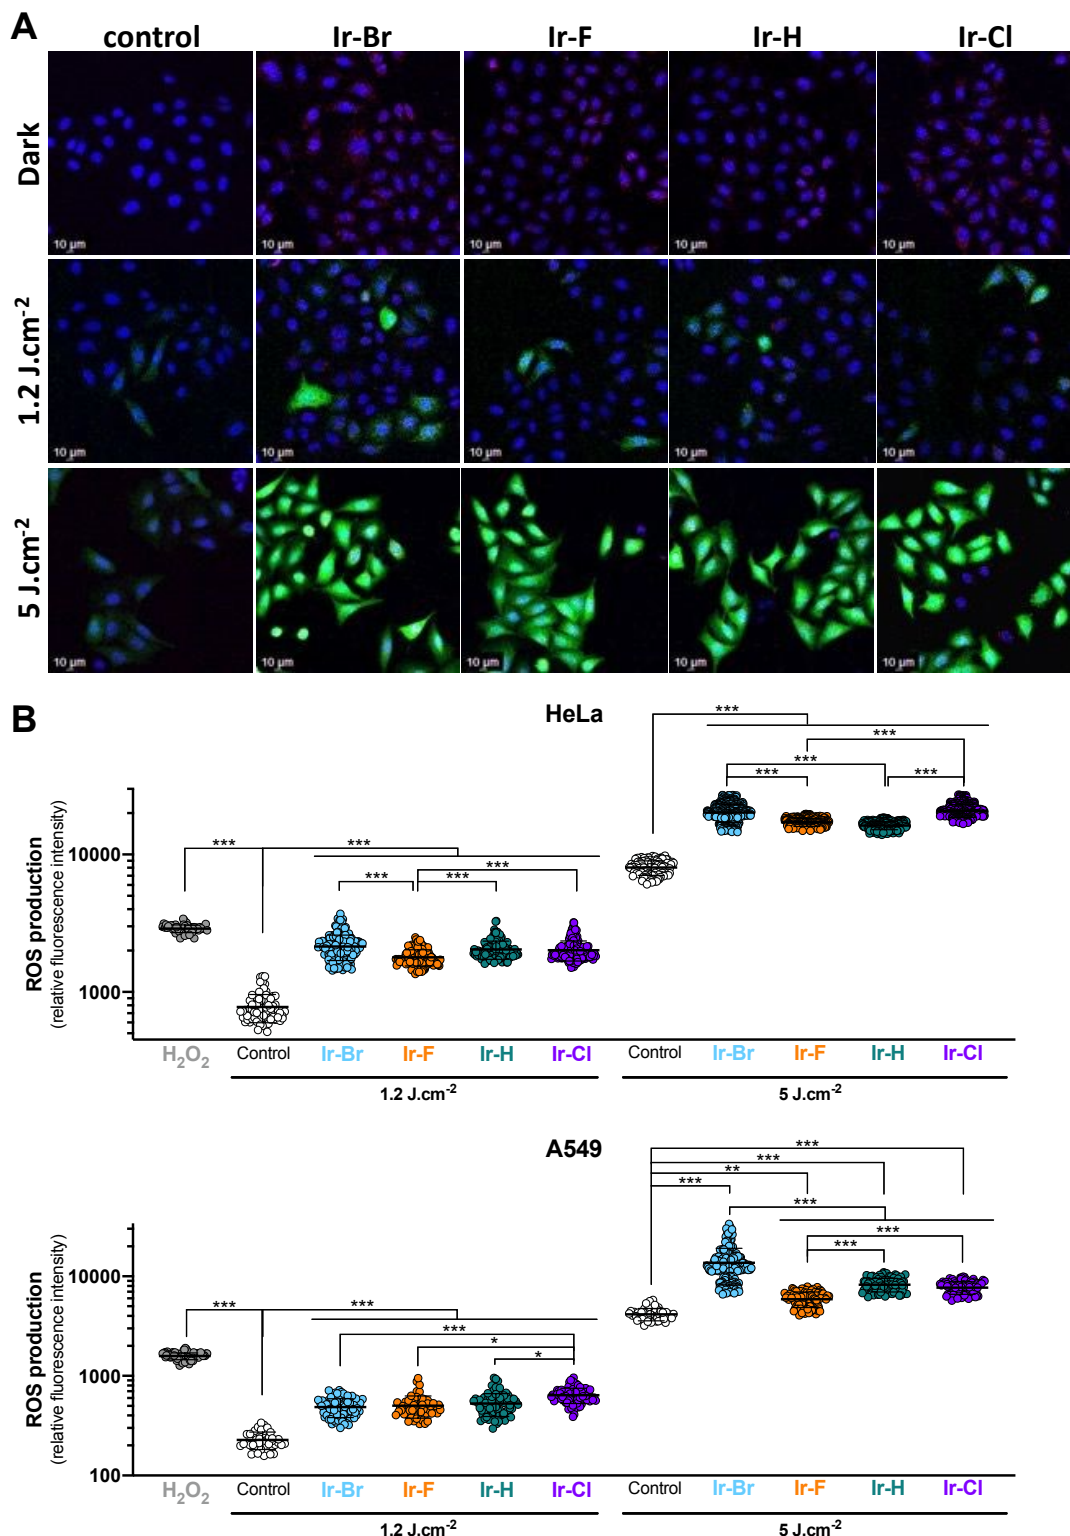 A
control Ir-Br Ir-F Ir-H Ir-Cl
Dark
10 µm 10 µm 10 µm 10 µm 10 µm
1.2 J.cm-2
10 µm 10 µm 10 µm 10 µm 10 µm
5 J.cm-2
10 µm 10 µm 10 µm 10 µm 10 µm
B
HeLa
***
***
***
*** ***
ROS production
(relative fluorescence intensity)
10000
1000
*** ***
***
*** ***
H2O2 Control Ir-Br Ir-F Ir-H Ir-Cl Control Ir-Br Ir-F Ir-H Ir-Cl
1.2 J.cm-2 5 J.cm-2
A549
***
***
**
***
***
***
***
ROS production
(relative fluorescence intensity)
10000
1000
100
*** ***
***
*
*
H2O2 Control Ir-Br Ir-F Ir-H Ir-Cl Control Ir-Br Ir-F Ir-H Ir-Cl
1.2 J.cm-2 5 J.cm-2